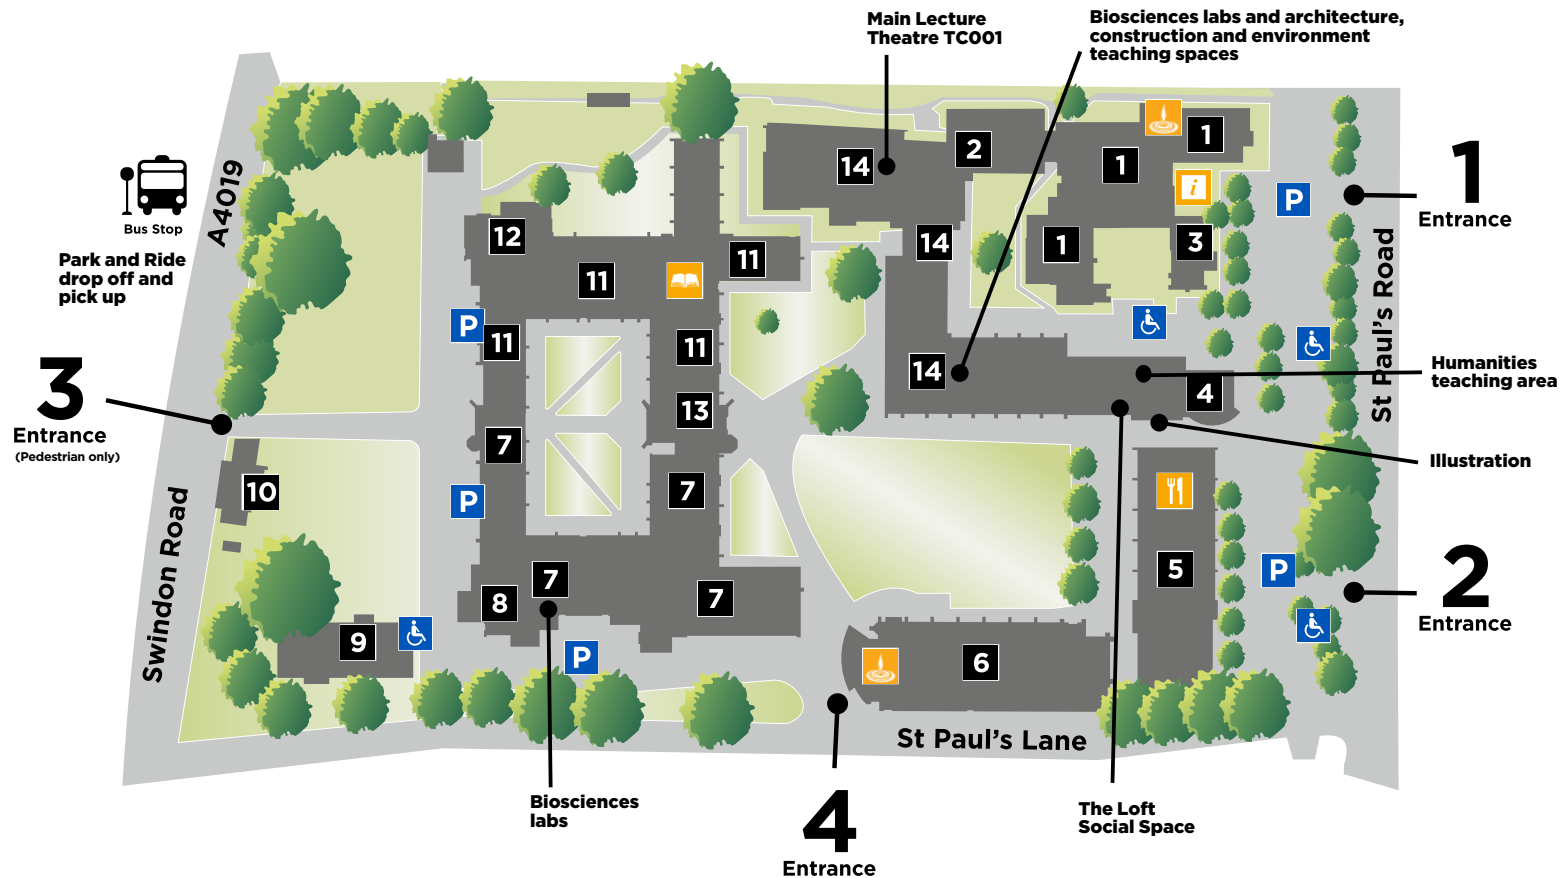 Main Lecture
Theatre TC001
Biosciences labs and architecture,
construction and environment
teaching spaces
1
Entrance
Bus Stop
A4019
Park and Ride
drop off and
pick up
14
2
1
1
P
i
12
11
11
14
1
3
St Paul's Road
P
11
11
14
4
Humanities
teaching area
3
Entrance
(Pedestrian only)
13
7
Illustration
10
P
7
Swindon Road
5
P
2
Entrance
8
7
7
9
P
6
St Paul's Lane
Biosciences
labs
4
Entrance
The Loft
Social Space